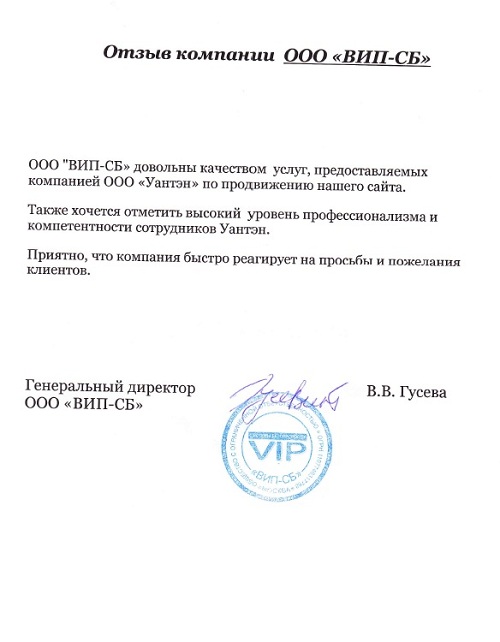 Отзыв компании ООО «ВИП-СБ»
ООО "ВИП-СБ» довольны качеством услуг, предоставляемых
компанией ООО «Уантэн» по продвижению нашего сайта.
Также хочется отметить высокий уровень профессионализма и
компетентности сотрудников Уантэн.
Приятно, что компания быстро реагирует на просьбы и пожелания
клиентов.
Генеральный директор
ООО «ВИП-СБ»
В.В. Гусева
VIP
«ВИП-СБ»